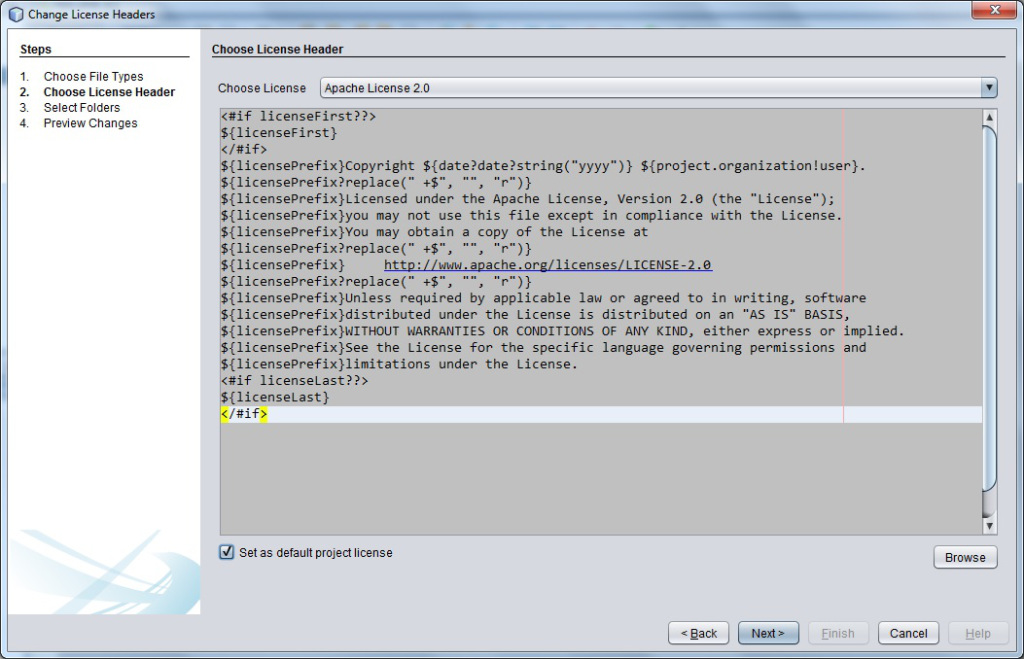 Change License Headers
Steps
1. Choose File Types
2. Choose License Header
3. Select Folders
4. Preview Changes
Choose License Header
Choose License Apache License 2.0
<#if licenseFirst??>
${licenseFirst}
</#if>
${licensePrefix}Copyright ${date?date?string("yyyy")} ${project.organization!user}.
${licensePrefix?replace(" +$", "", "r")}
${licensePrefix}Licensed under the Apache License, Version 2.0 (the "License");
${licensePrefix}you may not use this file except in compliance with the License.
${licensePrefix}You may obtain a copy of the License at
${licensePrefix?replace(" +$", "", "r")}
${licensePrefix}     http://www.apache.org/licenses/LICENSE-2.0
${licensePrefix?replace(" +$", "", "r")}
${licensePrefix}Unless required by applicable law or agreed to in writing, software
${licensePrefix}distributed under the License is distributed on an "AS IS" BASIS,
${licensePrefix}WITHOUT WARRANTIES OR CONDITIONS OF ANY KIND, either express or implied.
${licensePrefix}See the License for the specific language governing permissions and
${licensePrefix}limitations under the License.
<#if licenseLast??>
${licenseLast}
</#if>
Set as default project license
Browse
< Back Next > Finish Cancel Help